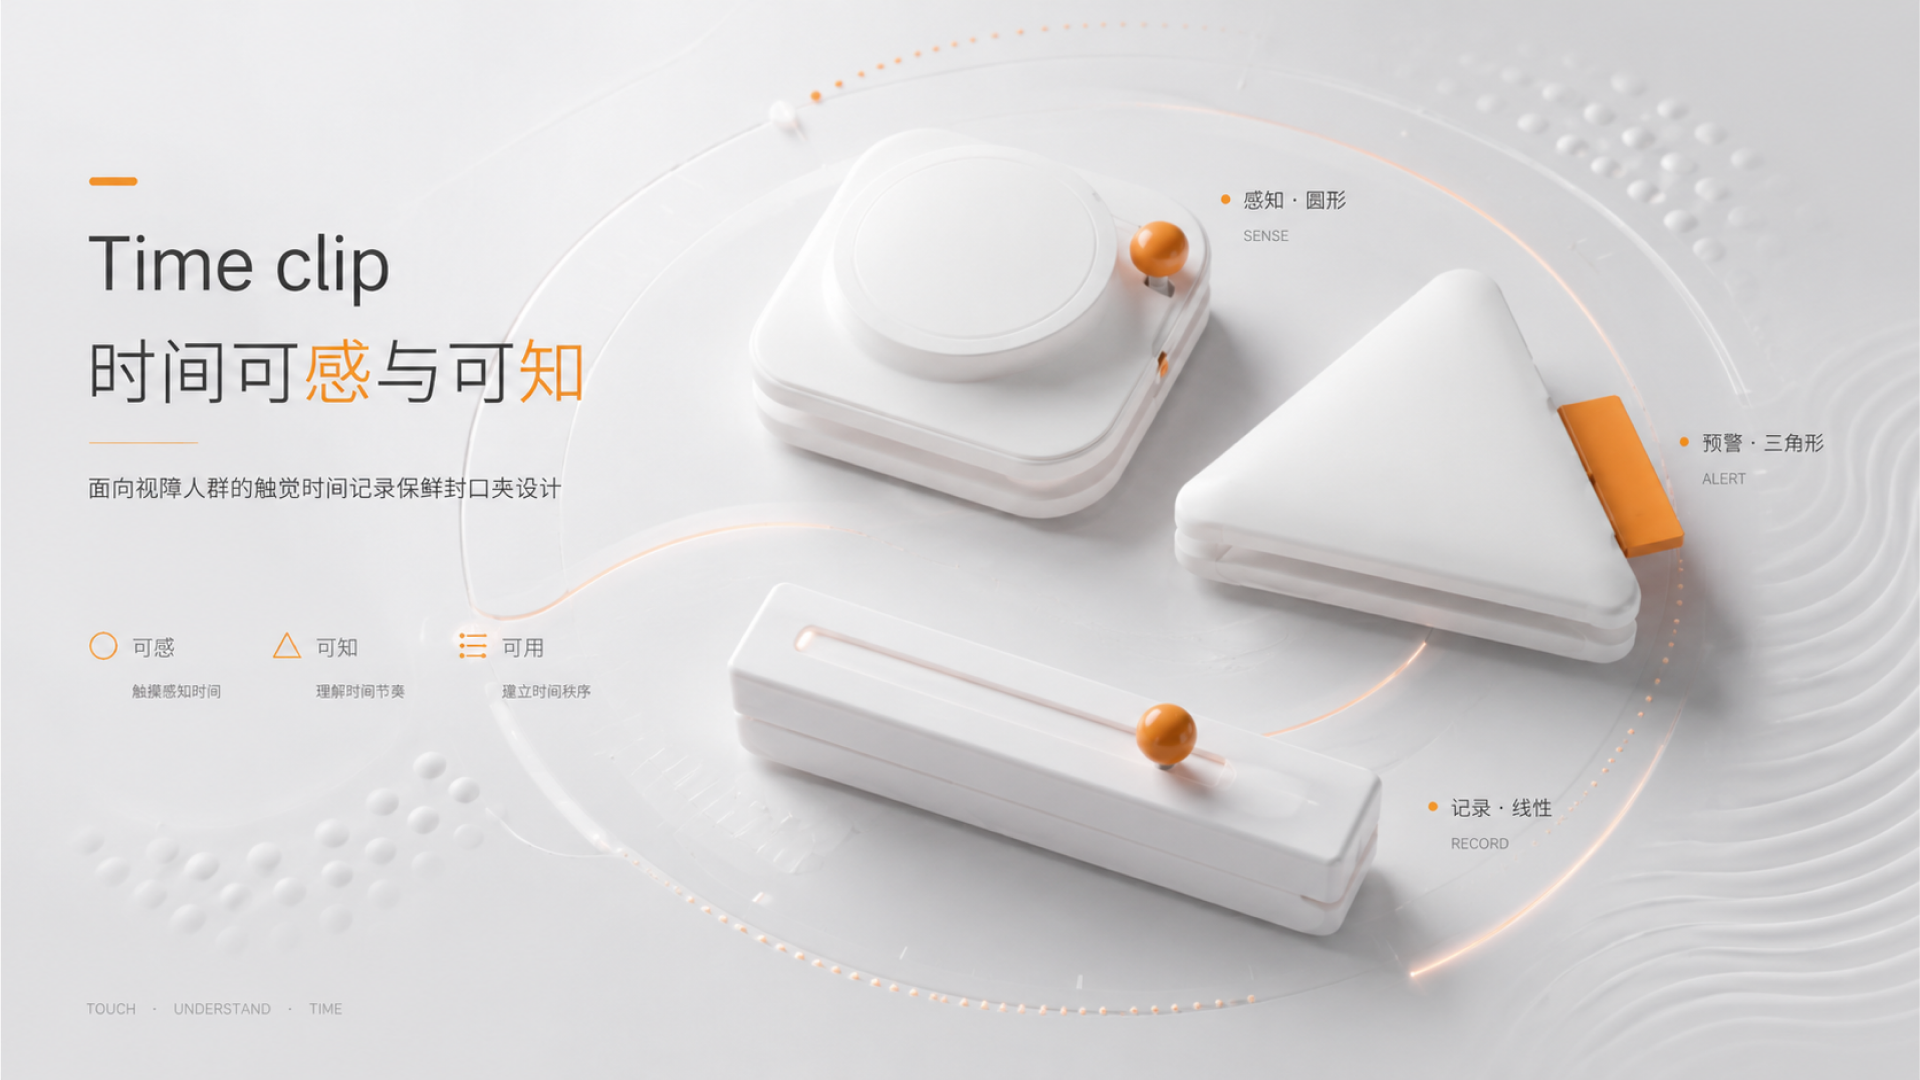 Time clip
时间可感与可知
面向视障人群的触觉时间记录保鲜封口夹设计
可感
触摸感知时间
可知
理解时间节奏
可用
建立时间秩序
感知 · 圆形
SENSE
预警 · 三角形
ALERT
记录 · 线性
RECORD
TOUCH · UNDERSTAND · TIME